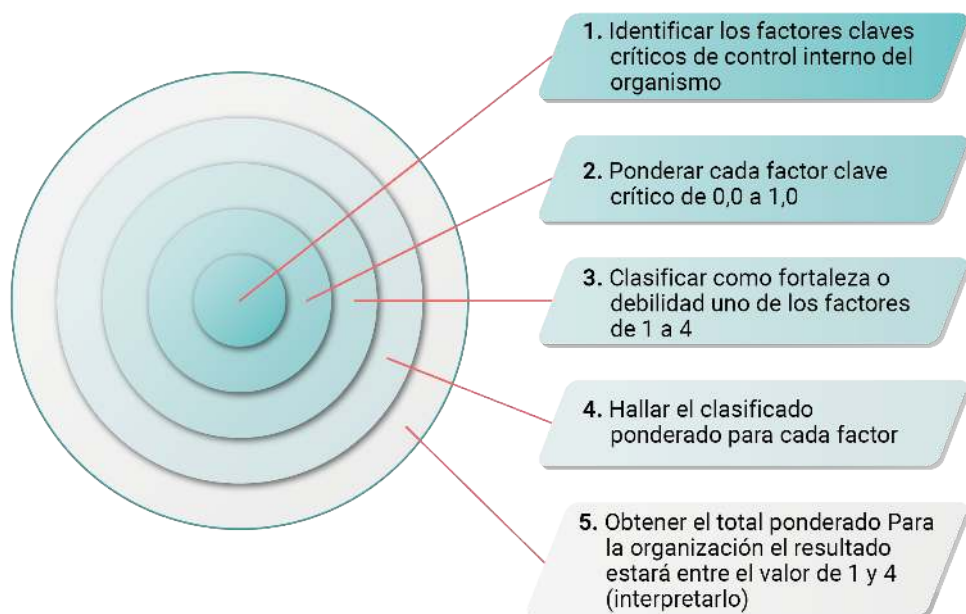 1. Identificar los factores claves
críticos de control interno del
organismo
2. Ponderar cada factor clave
crítico de 0,0 a 1,0
3. Clasificar como fortaleza o
debilidad uno de los factores
de 1 a 4
4. Hallar el clasificado
ponderado para cada factor
5. Obtener el total ponderado Para
la organización el resultado
estará entre el valor de 1 y 4
(interpretarlo)